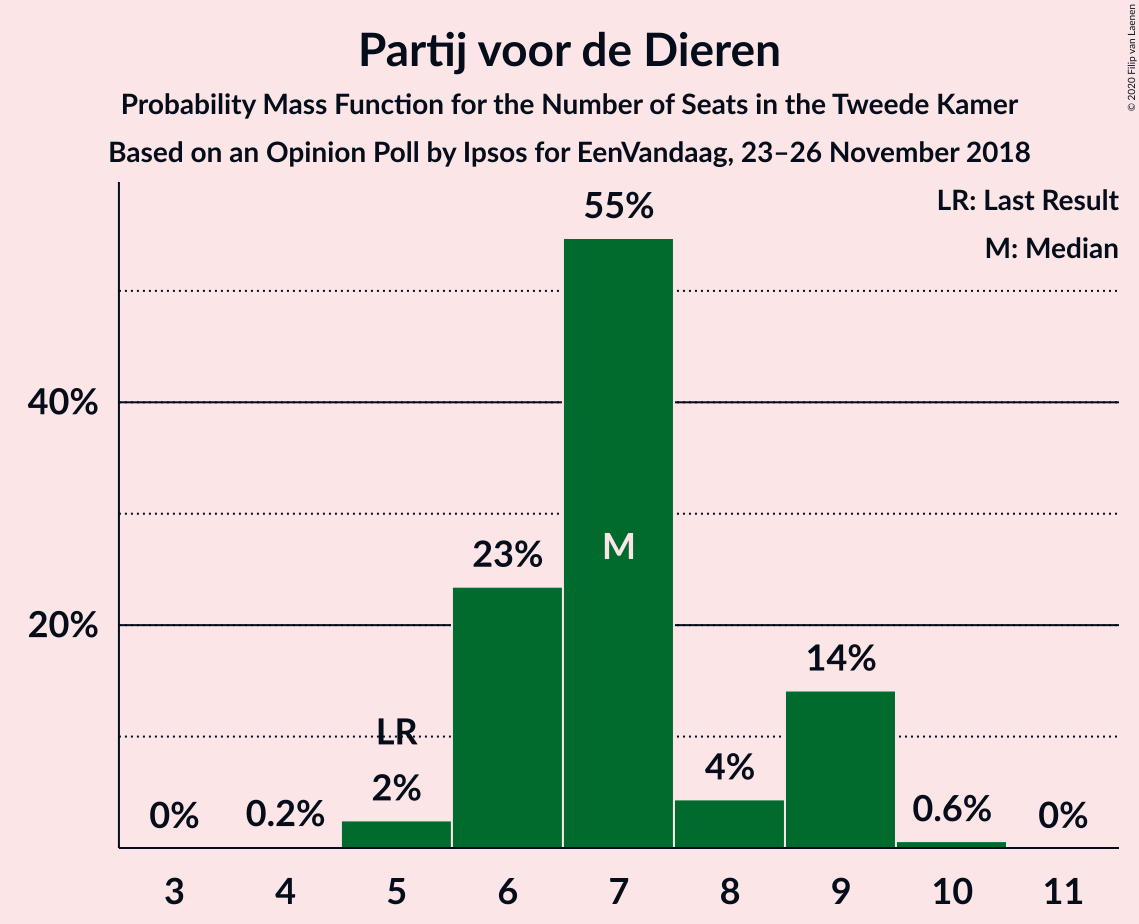 Partij voor de Dieren
Probability Mass Function for the Number of Seats in the Tweede Kamer
Based on an Opinion Poll by Ipsos for EenVandaag, 23–26 November 2018
© 2020 Filip van Laenen
LR: Last Result
M: Median
55%
40%
M
23%
20%
14%
LR
4%
2%
0%
0.2%
0.6%
0%
3 4 5 6 7 8 9 10 11